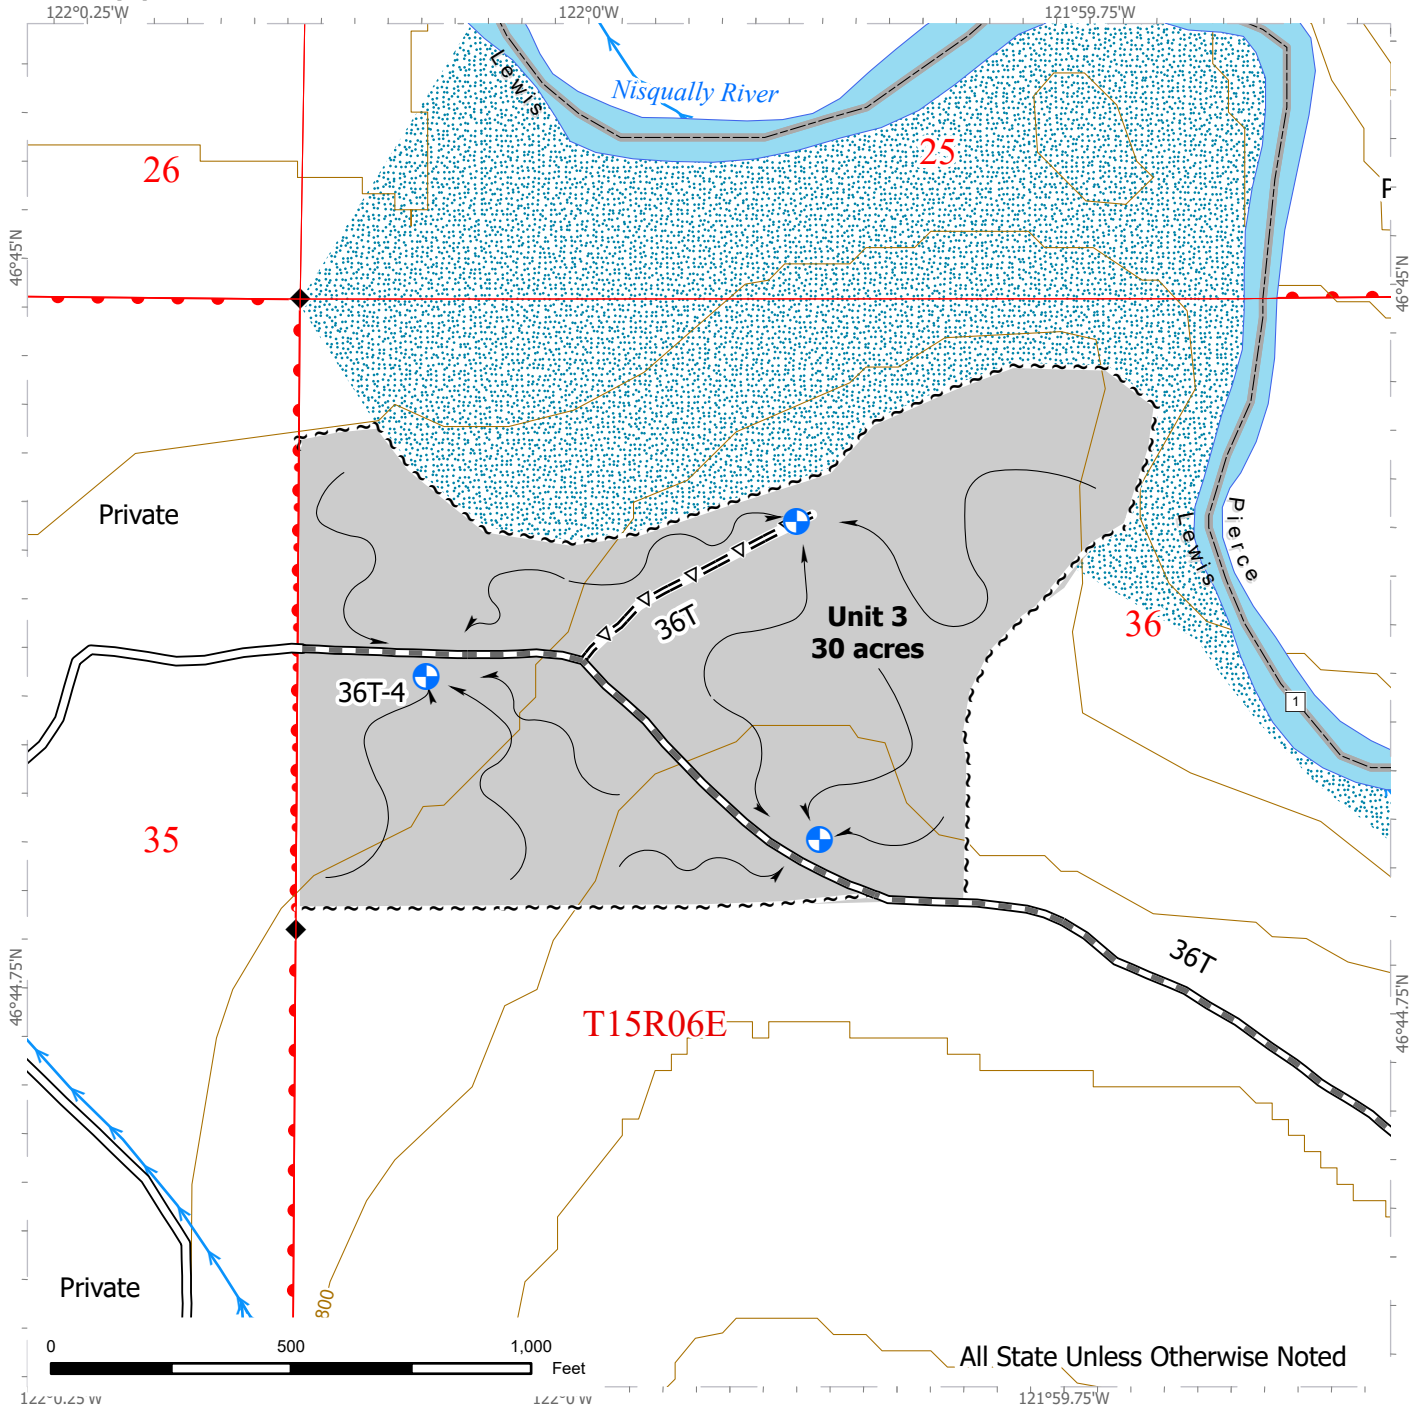 122°0.25'W
122°0'W
121°59.75'W
Lewis
Nisqually River
26
25
P
46°45'N
46°45'N
Private
36T
Unit 3
30 acres
Pierce
Lewis
36
36T-4
1
35
36T
46°44.75'N
46°44.75'N
T15R06E
Private
800
0
500
1,000
Feet
All State Unless Otherwise Noted
122°0.25'W
122°0'W
121°59.75'W